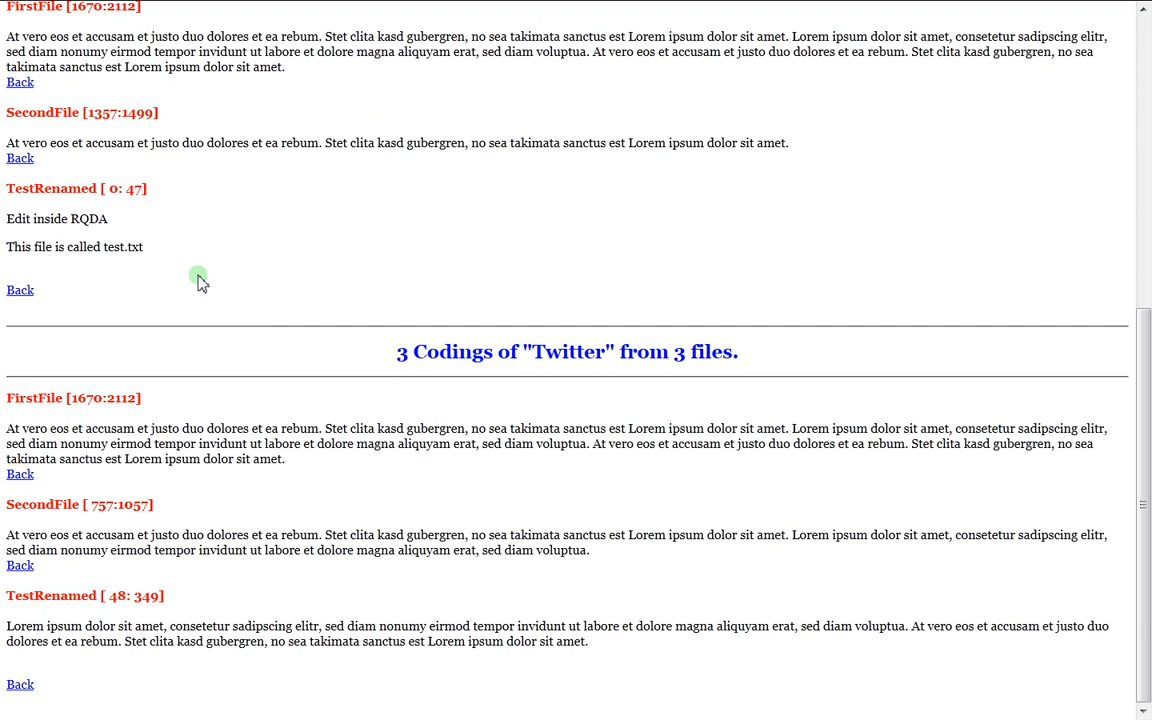 FirstFile [1670:2112]
At vero eos et accusam et justo duo dolores et ea rebum. Stet clita kasd gubergren, no sea takimata sanctus est Lorem ipsum dolor sit amet. Lorem ipsum dolor sit amet, consetetur sadipscing elitr,
sed diam nonumy eirmod tempor invidunt ut labore et dolore magna aliquyam erat, sed diam voluptua. At vero eos et accusam et justo duo dolores et ea rebum. Stet clita kasd gubergren, no sea
takimata sanctus est Lorem ipsum dolor sit amet.
Back
SecondFile [1357:1499]
At vero eos et accusam et justo duo dolores et ea rebum. Stet clita kasd gubergren, no sea takimata sanctus est Lorem ipsum dolor sit amet.
Back
TestRenamed [ 0: 47]
Edit inside RQDA
This file is called test.txt
Back
3 Codings of "Twitter" from 3 files.
FirstFile [1670:2112]
At vero eos et accusam et justo duo dolores et ea rebum. Stet clita kasd gubergren, no sea takimata sanctus est Lorem ipsum dolor sit amet. Lorem ipsum dolor sit amet, consetetur sadipscing elitr,
sed diam nonumy eirmod tempor invidunt ut labore et dolore magna aliquyam erat, sed diam voluptua. At vero eos et accusam et justo duo dolores et ea rebum. Stet clita kasd gubergren, no sea
takimata sanctus est Lorem ipsum dolor sit amet.
Back
SecondFile [ 757:1057]
At vero eos et accusam et justo duo dolores et ea rebum. Stet clita kasd gubergren, no sea takimata sanctus est Lorem ipsum dolor sit amet. Lorem ipsum dolor sit amet, consetetur sadipscing elitr,
sed diam nonumy eirmod tempor invidunt ut labore et dolore magna aliquyam erat, sed diam voluptua.
Back
TestRenamed [ 48: 349]
Lorem ipsum dolor sit amet, consetetur sadipscing elitr, sed diam nonumy eirmod tempor invidunt ut labore et dolore magna aliquyam erat, sed diam voluptua. At vero eos et accusam et justo duo
dolores et ea rebum. Stet clita kasd gubergren, no sea takimata sanctus est Lorem ipsum dolor sit amet.
Back